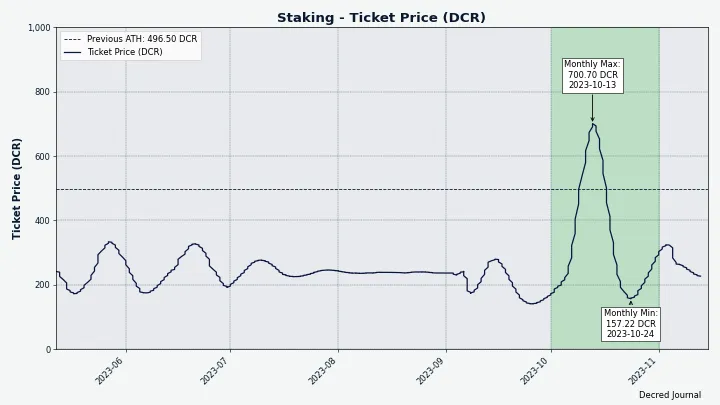 Staking - Ticket Price (DCR)
1,000
Previous ATH: 496.50 DCR
Ticket Price (DCR)
Monthly Max:
700.70 DCR
2023-10-13
800
600
400
200
0
Ticket Price (DCR)
Monthly Min:
157.22 DCR
2023-10-24
2023-06
2023-07
2023-08
2023-09
2023-10
2023-11
Decred Journal